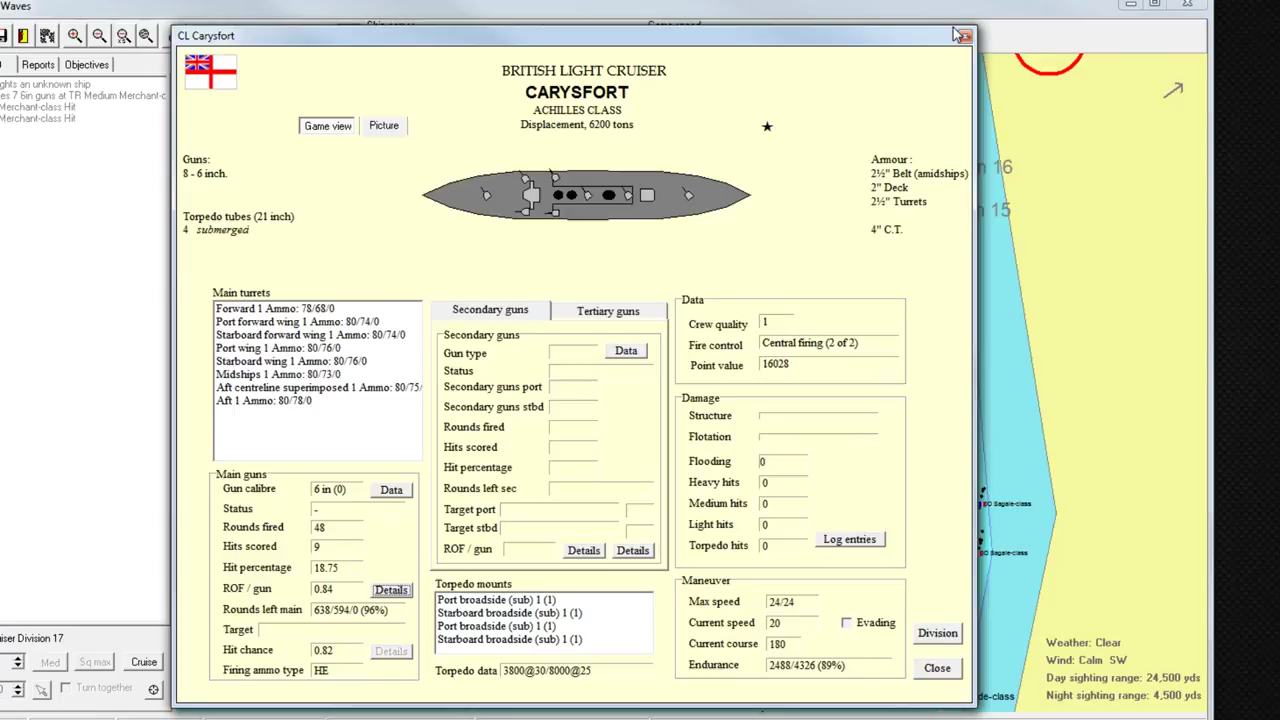 Waves
CL Carysfort
Reports
Objectives
ghts an unknown ship
es 7 6in guns at TR Medium Merchant-c
Merchant-class Hit
Merchant-class Hit
BRITISH LIGHT CRUISER
CARYSFORT
ACHILLES CLASS
Displacement, 6200 tons
Game view
Picture
Guns:
8 - 6 inch.
Torpedo tubes (21 inch)
4 submerged
Armour :
2½" Belt (amidships)
2" Deck
2½" Turrets
4" C.T.
16
15
Main turrets
Forward 1 Ammo: 78/68/0
Port forward wing 1 Ammo: 80/74/0
Starboard forward wing 1 Ammo: 80/74/0
Port wing 1 Ammo: 80/76/0
Starboard wing 1 Ammo: 80/76/0
Midships 1 Ammo: 80/73/0
Aft centreline superimposed 1 Ammo: 80/75/
Aft 1 Ammo: 80/78/0
Main guns
Gun calibre 6 in (0) Data
Status -
Rounds fired 48
Hits scored 9
Hit percentage 18.75
ROF / gun 0.84 Details
Rounds left main 638/594/0 (96%)
Target
Hit chance 0.82 Details
Firing ammo type HE
Secondary guns
Tertiary guns
Secondary guns
Gun type Data
Status
Secondary guns port
Secondary guns stbd
Rounds fired
Hits scored
Hit percentage
Rounds left sec
Target port
Target stbd
ROF / gun Details Details
Torpedo mounts
Port broadside (sub) 1 (1)
Starboard broadside (sub) 1 (1)
Port broadside (sub) 1 (1)
Starboard broadside (sub) 1 (1)
Torpedo data 3800@30/8000@25
Data
Crew quality 1
Fire control Central firing (2 of 2)
Point value 16028
Damage
Structure
Flotation
Flooding 0
Heavy hits 0
Medium hits 0
Light hits 0
Torpedo hits 0
Log entries
Maneuver
Max speed 24/24
Current speed 20 Evading
Current course 180
Endurance 2488/4326 (89%)
Division
Close
uiser Division 17
Med
Sq max
Cruise
Turn together
Sagaie-class
Sagaie-class
de-class
Weather: Clear
Wind: Calm SW
Day sighting range: 24,500 yds
Night sighting range: 4,500 yds